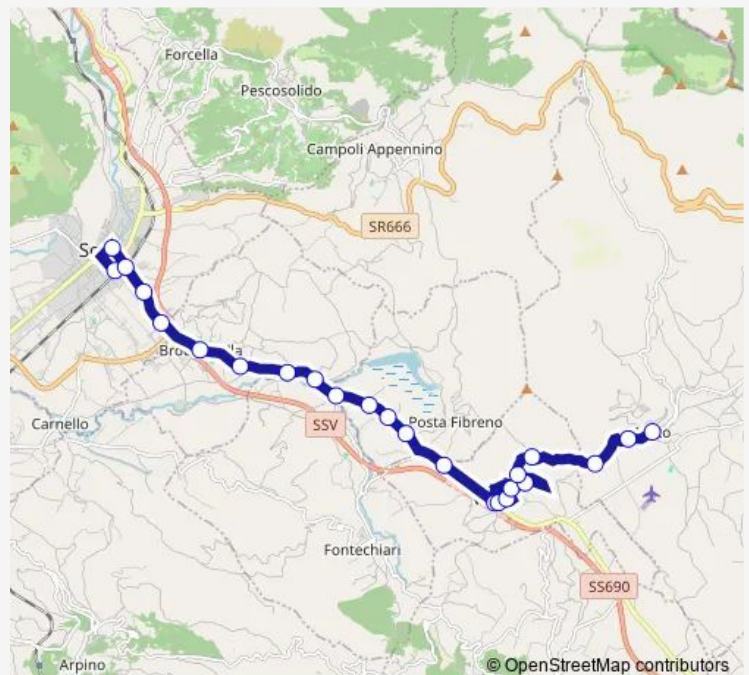 Forcella
Pescosolido
Campoli Appennino
SR666
Carnello
SSV
Posta Fibreno
Fontechiari
SS690
Arpino
© OpenStreetMap contributors